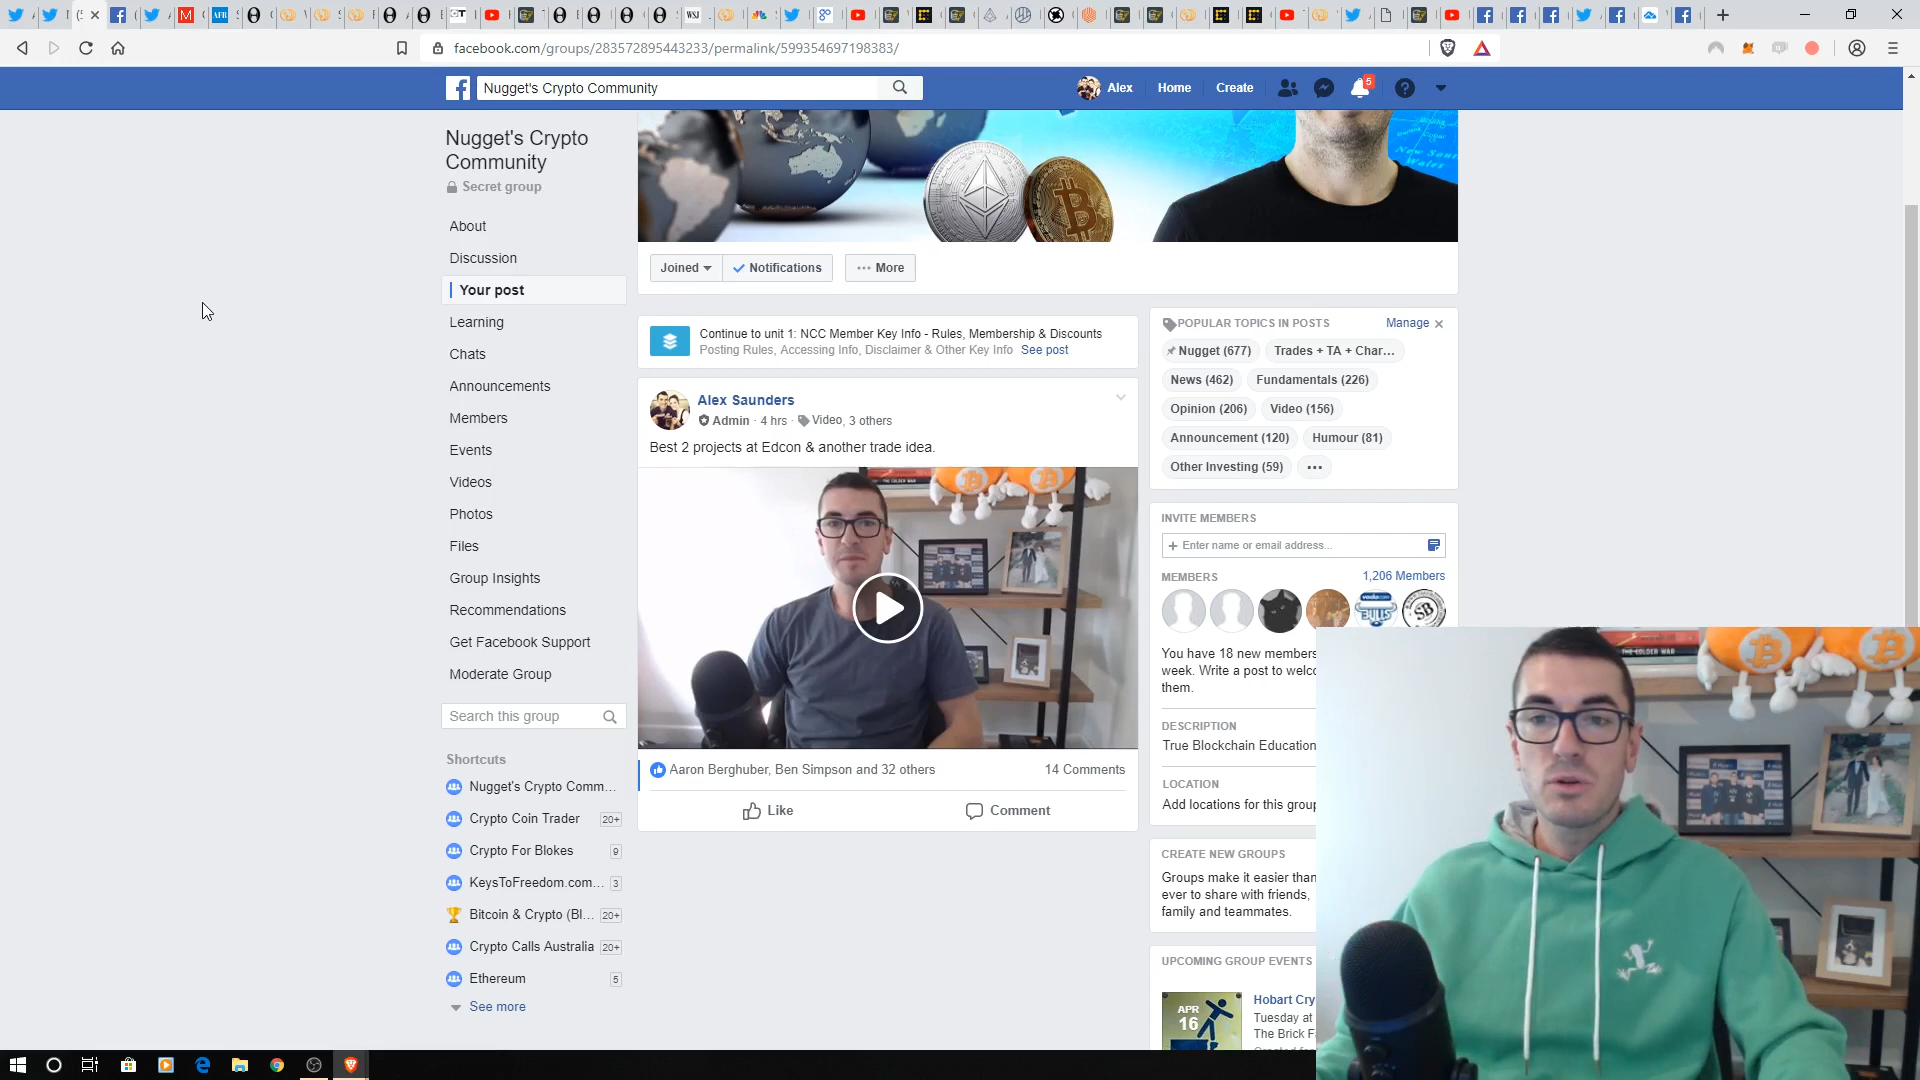 facebook.com/groups/283572895443233/permalink/599354697198383/
Nugget's Crypto Community
Alex
Home
Create
5
Nugget's Crypto
Community
Secret group
About
Discussion
Your post
Learning
Chats
Announcements
Members
Events
Videos
Photos
Files
Group Insights
Recommendations
Get Facebook Support
Moderate Group
Search this group
Shortcuts
Nugget's Crypto Comm...
Crypto Coin Trader 20+
Crypto For Blokes 9
KeysToFreedom.com... 3
Bitcoin & Crypto (Bl... 20+
Crypto Calls Australia 20+
Ethereum 5
See more
Joined
Notifications
More
Continue to unit 1: NCC Member Key Info - Rules, Membership & Discounts
Posting Rules, Accessing Info, Disclaimer & Other Key Info See post
Alex Saunders
Admin · 4 hrs · Video, 3 others
Best 2 projects at Edcon & another trade idea.
Aaron Berghuber, Ben Simpson and 32 others
14 Comments
Like
Comment
POPULAR TOPICS IN POSTS
Manage
Nugget (677)
Trades + TA + Char...
News (462)
Fundamentals (226)
Opinion (206)
Video (156)
Announcement (120)
Humour (81)
Other Investing (59)
INVITE MEMBERS
Enter name or email address...
MEMBERS
1,206 Members
You have 18 new members
week. Write a post to welco
them.
DESCRIPTION
True Blockchain Education
LOCATION
Add locations for this group
CREATE NEW GROUPS
Groups make it easier than
ever to share with friends,
family and teammates.
UPCOMING GROUP EVENTS
APR
16
Hobart Cry
Tuesday at
The Brick Fa